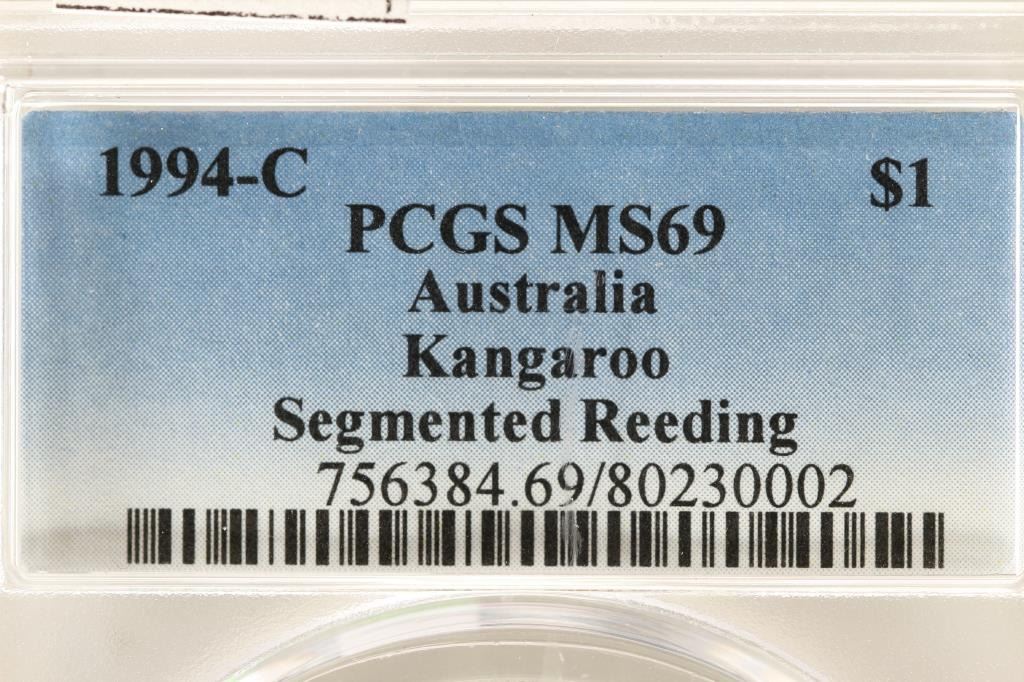 1994-C $1
PCGS MS69
Australia
Kangaroo
Segmented Reeding
756384.69/80230002